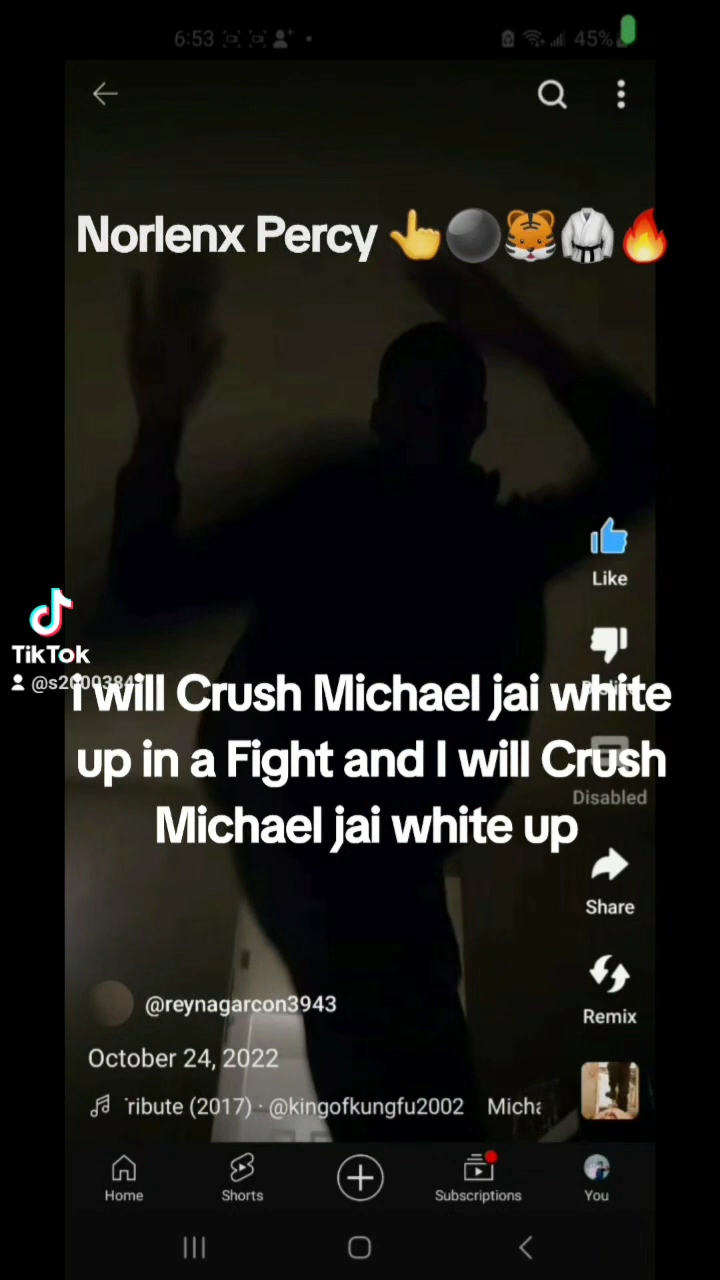 6:53
45%
Norlenx Percy 👆⚫🐯🥋🔥
Like
TikTok
I will Crush Michael jai white
up in a Fight and I will Crush
Michael jai white up
Disabled
Share
@reynagarcon3943
Remix
October 24, 2022
ribute (2017) · @kingofkungfu2002 Micha
Home
Shorts
Subscriptions
You